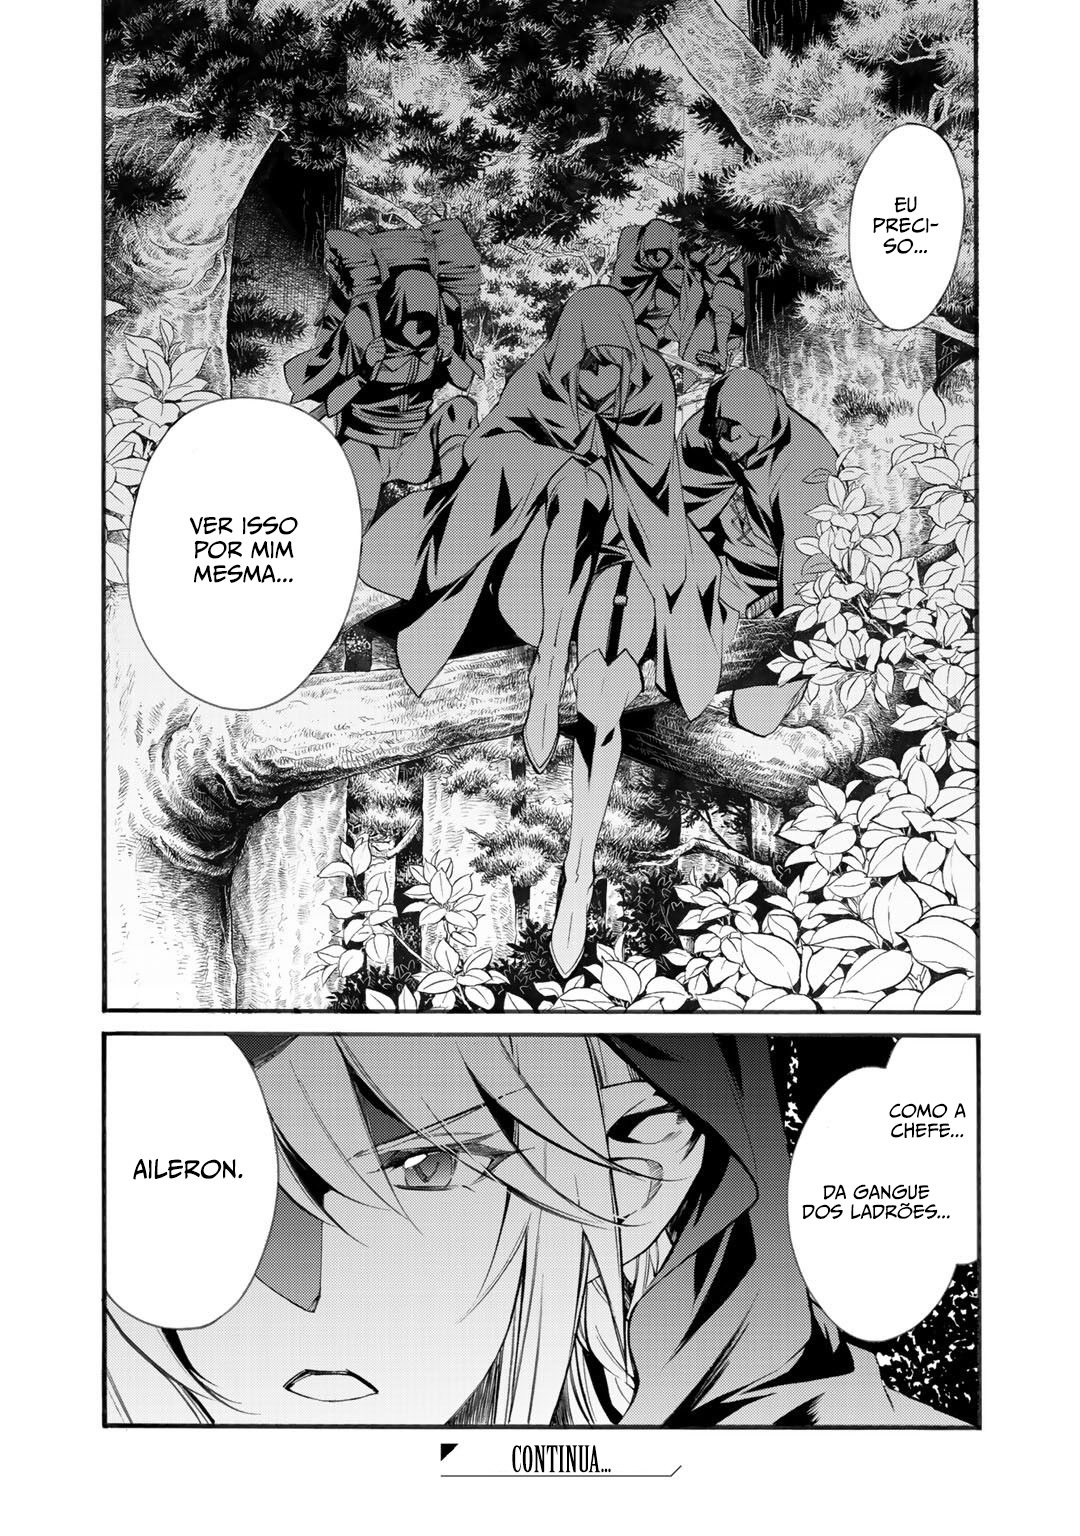 EU
PRECI-
SO...
VER ISSO
POR MIM
MESMA...
COMO A
CHEFE...
DA GANGUE
DOS LADRÕES...
AILERON.
CONTINUA...